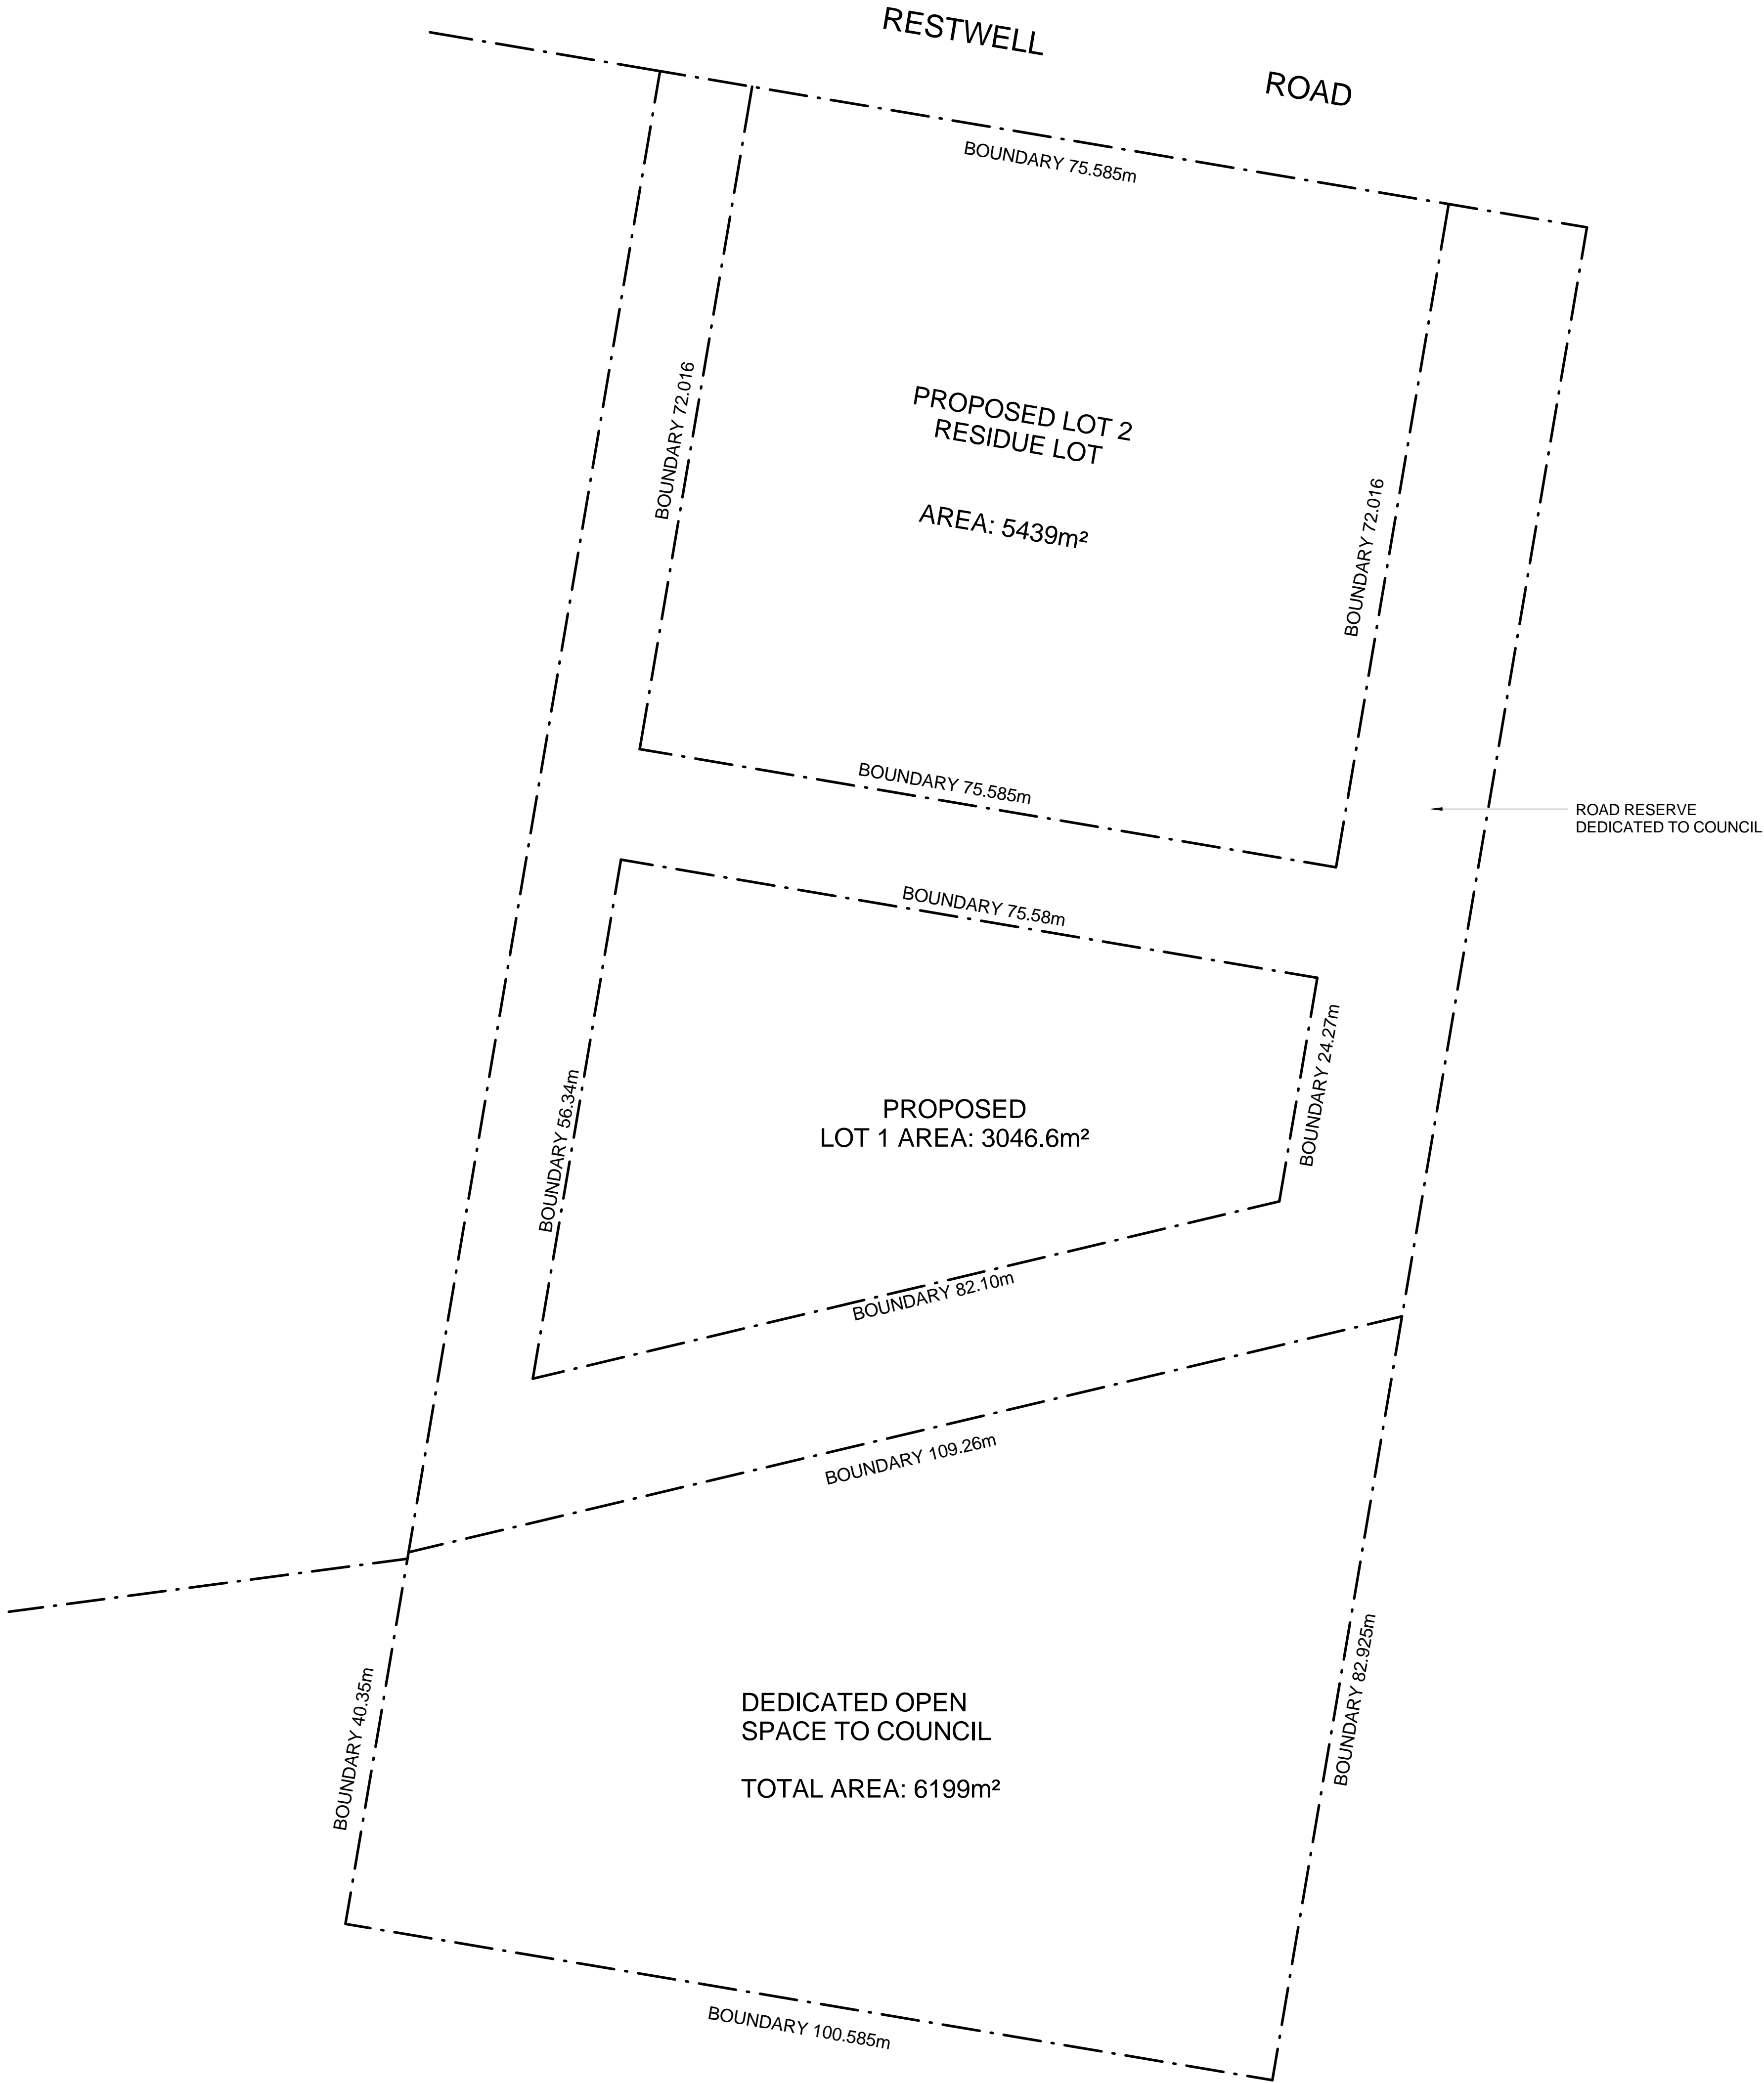 RESTWELL
ROAD
BOUNDARY 75.585m
BOUNDARY 72.016
PROPOSED LOT 2
RESIDUE LOT
AREA: 5439m²
BOUNDARY 72.016
BOUNDARY 75.585m
ROAD RESERVE
DEDICATED TO COUNCIL
BOUNDARY 75.58m
BOUNDARY 24.27m
BOUNDARY 56.34m
PROPOSED
LOT 1 AREA: 3046.6m²
BOUNDARY 82.10m
BOUNDARY 109.26m
BOUNDARY 40.35m
DEDICATED OPEN
SPACE TO COUNCIL
TOTAL AREA: 6199m²
BOUNDARY 82.925m
BOUNDARY 100.585m